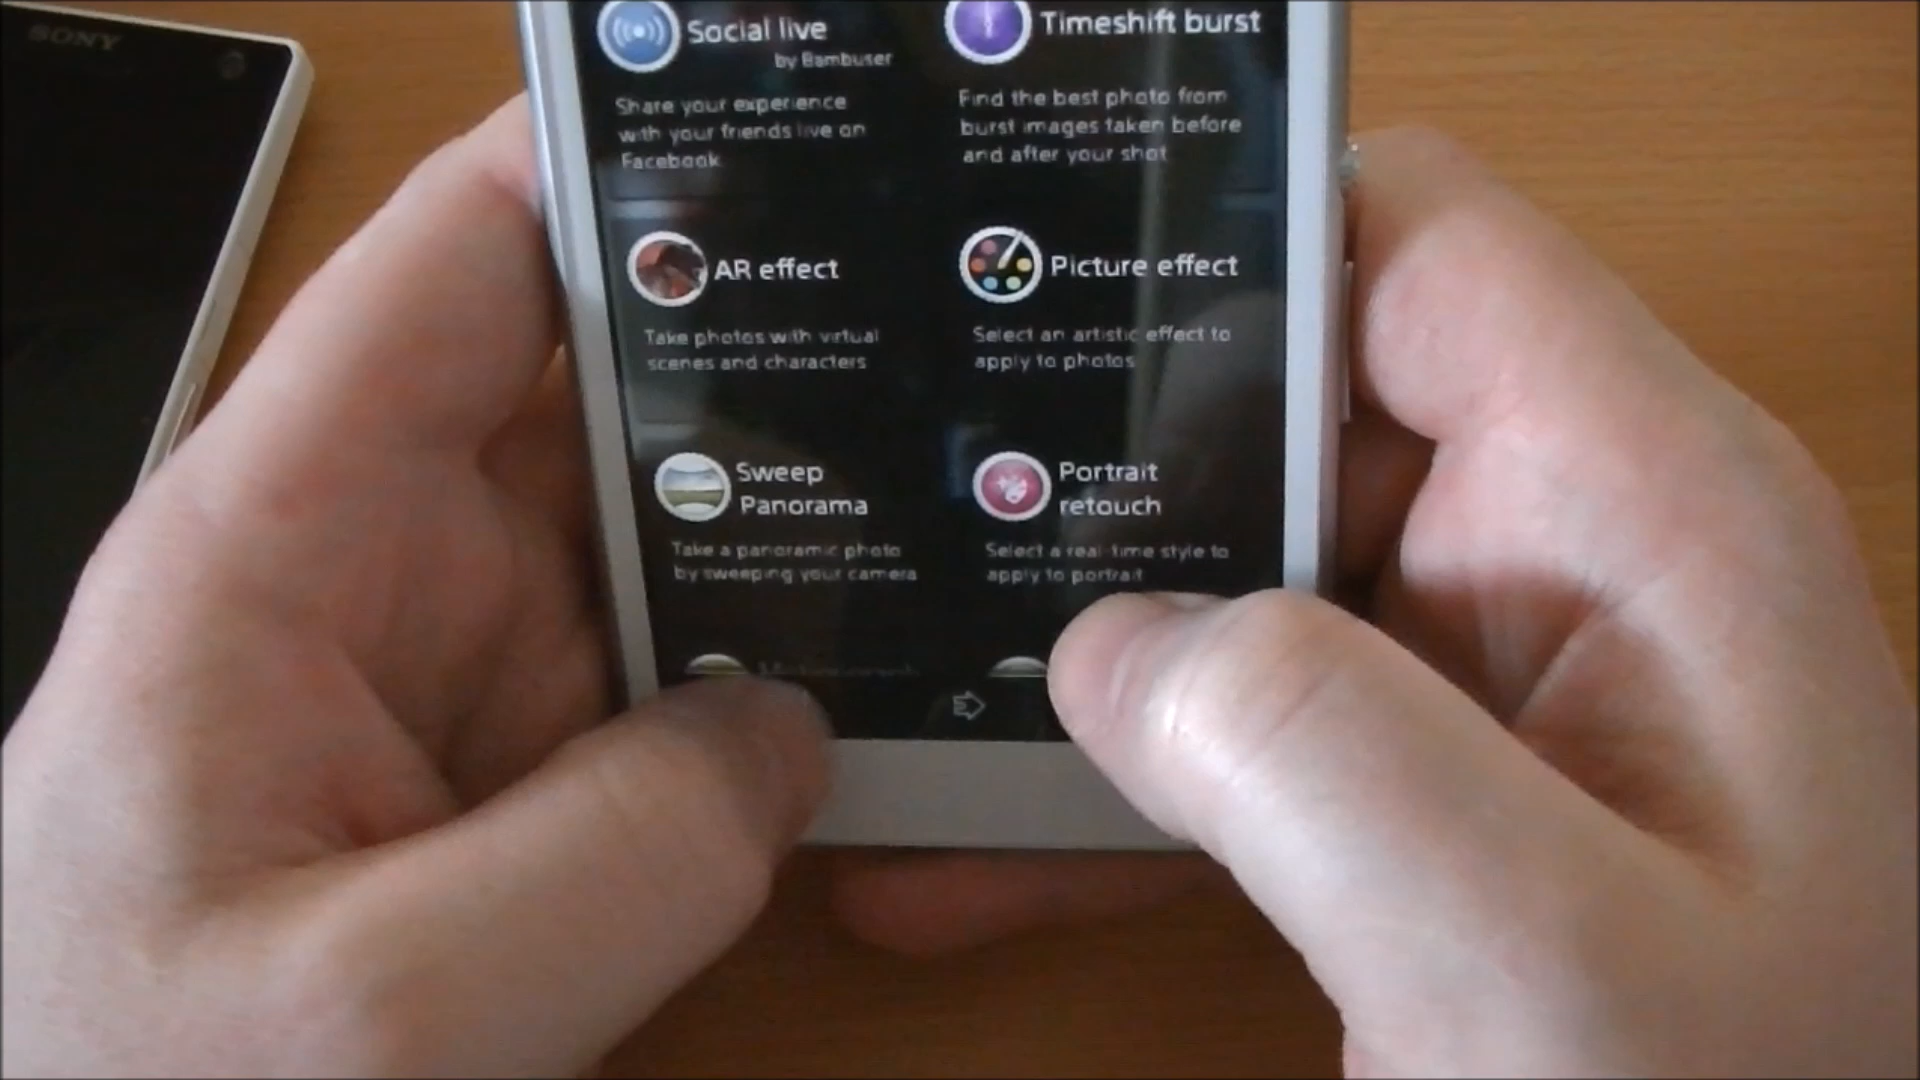 SONY
Social live
by Bambuser
Share your experience
with your friends live on
Facebook
Timeshift burst
Find the best photo from
burst images taken before
and after your shot
AR effect
Take photos with virtual
scenes and characters
Picture effect
Select an artistic effect to
apply to photos
Sweep
Panorama
Take a panoramic photo
by sweeping your camera
Portrait
retouch
Select a real-time style to
apply to portrait